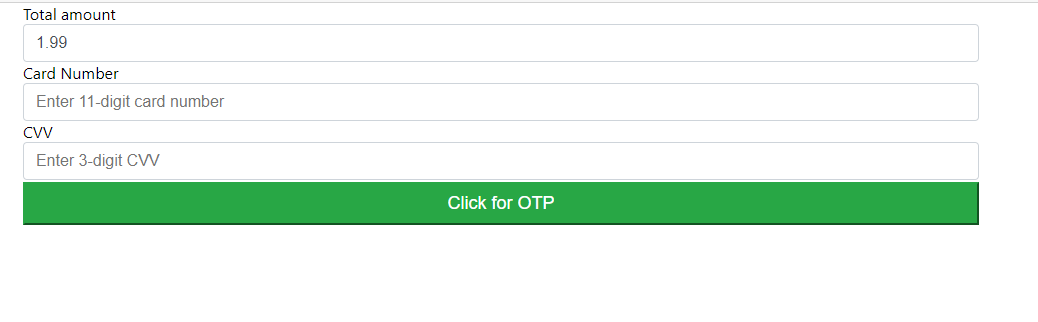 Total amount
1.99
Card Number
Enter 11-digit card number
CVV
Enter 3-digit CVV
Click for OTP